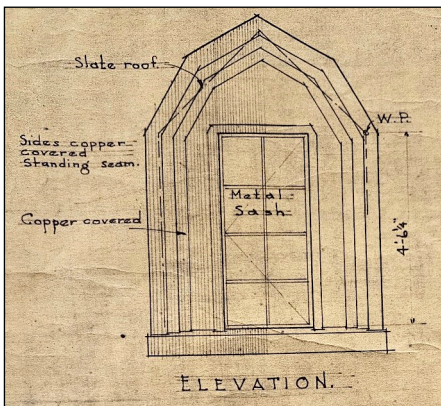 Slate roof.
W.P.
Sides copper
covered
Standing seam.
Metal
Sash
Copper covered
4'-6¼"
ELEVATION.